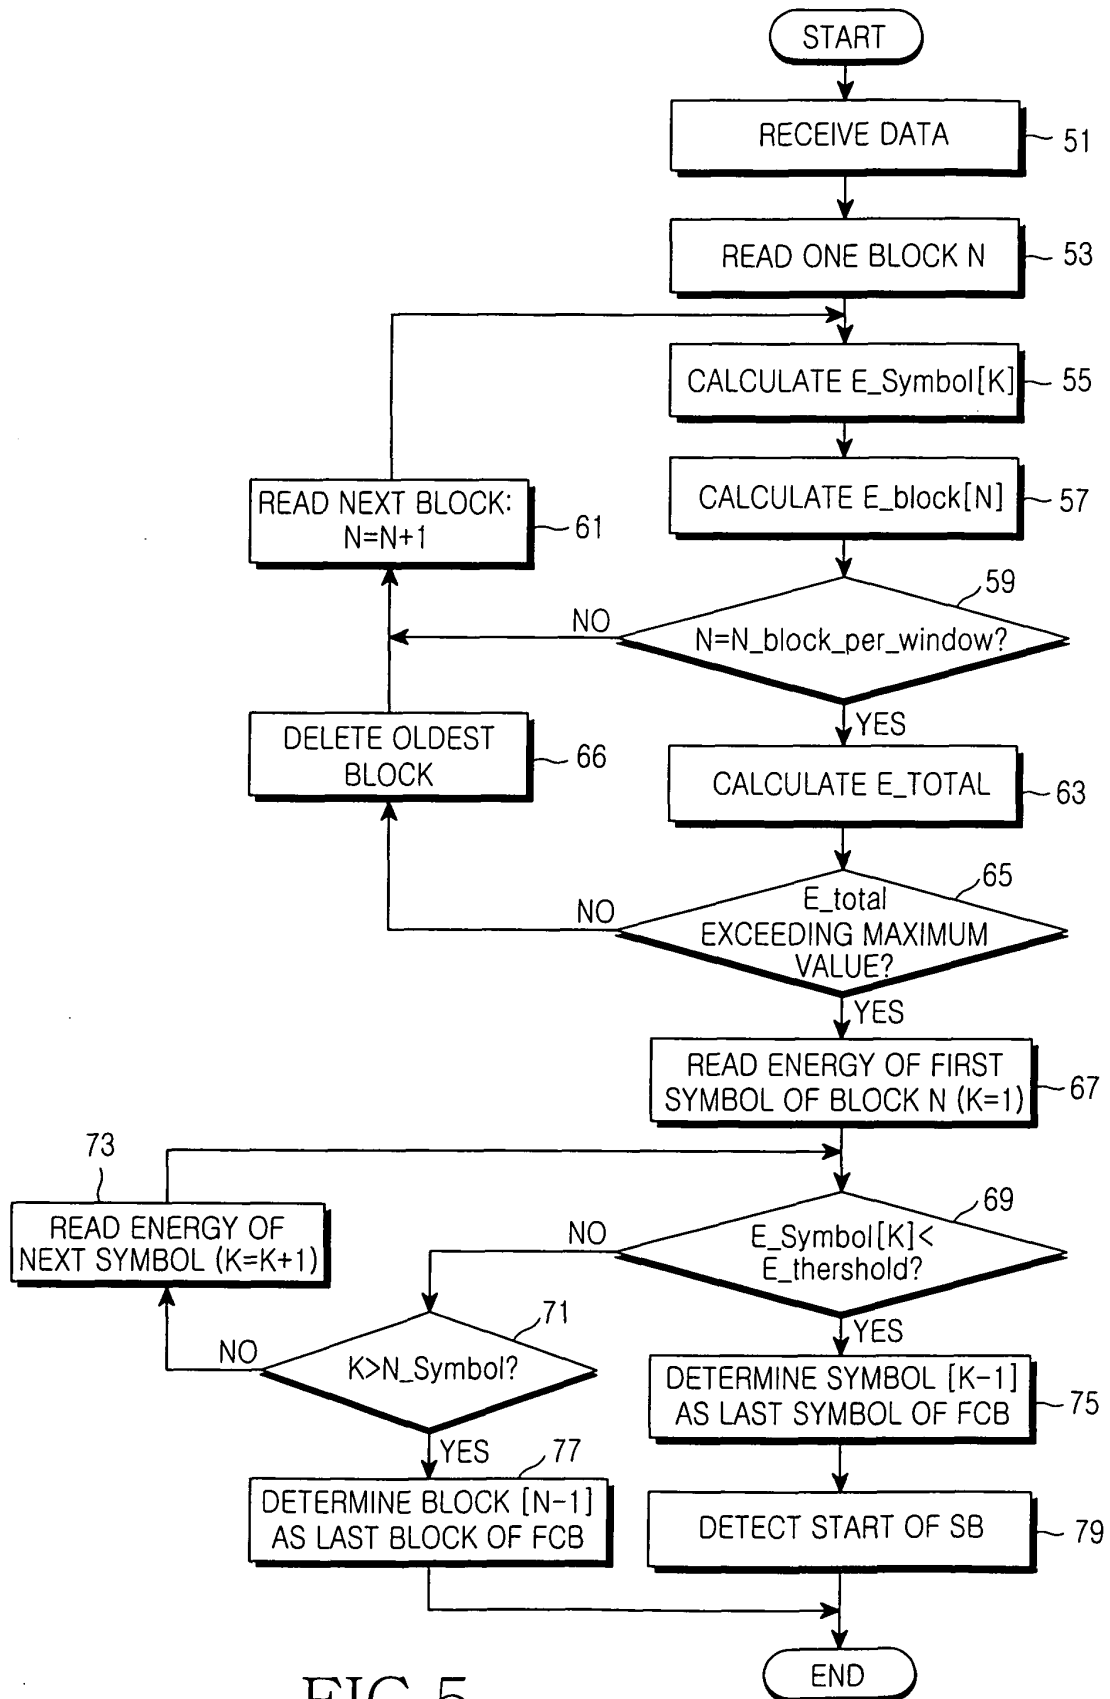 START
RECEIVE DATA
51
READ ONE BLOCK N
53
CALCULATE E_Symbol[K]
55
CALCULATE E_block[N]
57
READ NEXT BLOCK:
N=N+1
61
59
N=N_block_per_window?
NO
YES
DELETE OLDEST
BLOCK
66
CALCULATE E_TOTAL
63
65
E_total
EXCEEDING MAXIMUM
VALUE?
NO
YES
READ ENERGY OF FIRST
SYMBOL OF BLOCK N (K=1)
67
73
READ ENERGY OF
NEXT SYMBOL (K=K+1)
69
E_Symbol[K]<
E_thershold?
NO
YES
71
K>N_Symbol?
NO
YES
DETERMINE SYMBOL [K-1]
AS LAST SYMBOL OF FCB
75
77
DETERMINE BLOCK [N-1]
AS LAST BLOCK OF FCB
DETECT START OF SB
79
END
FIG.5